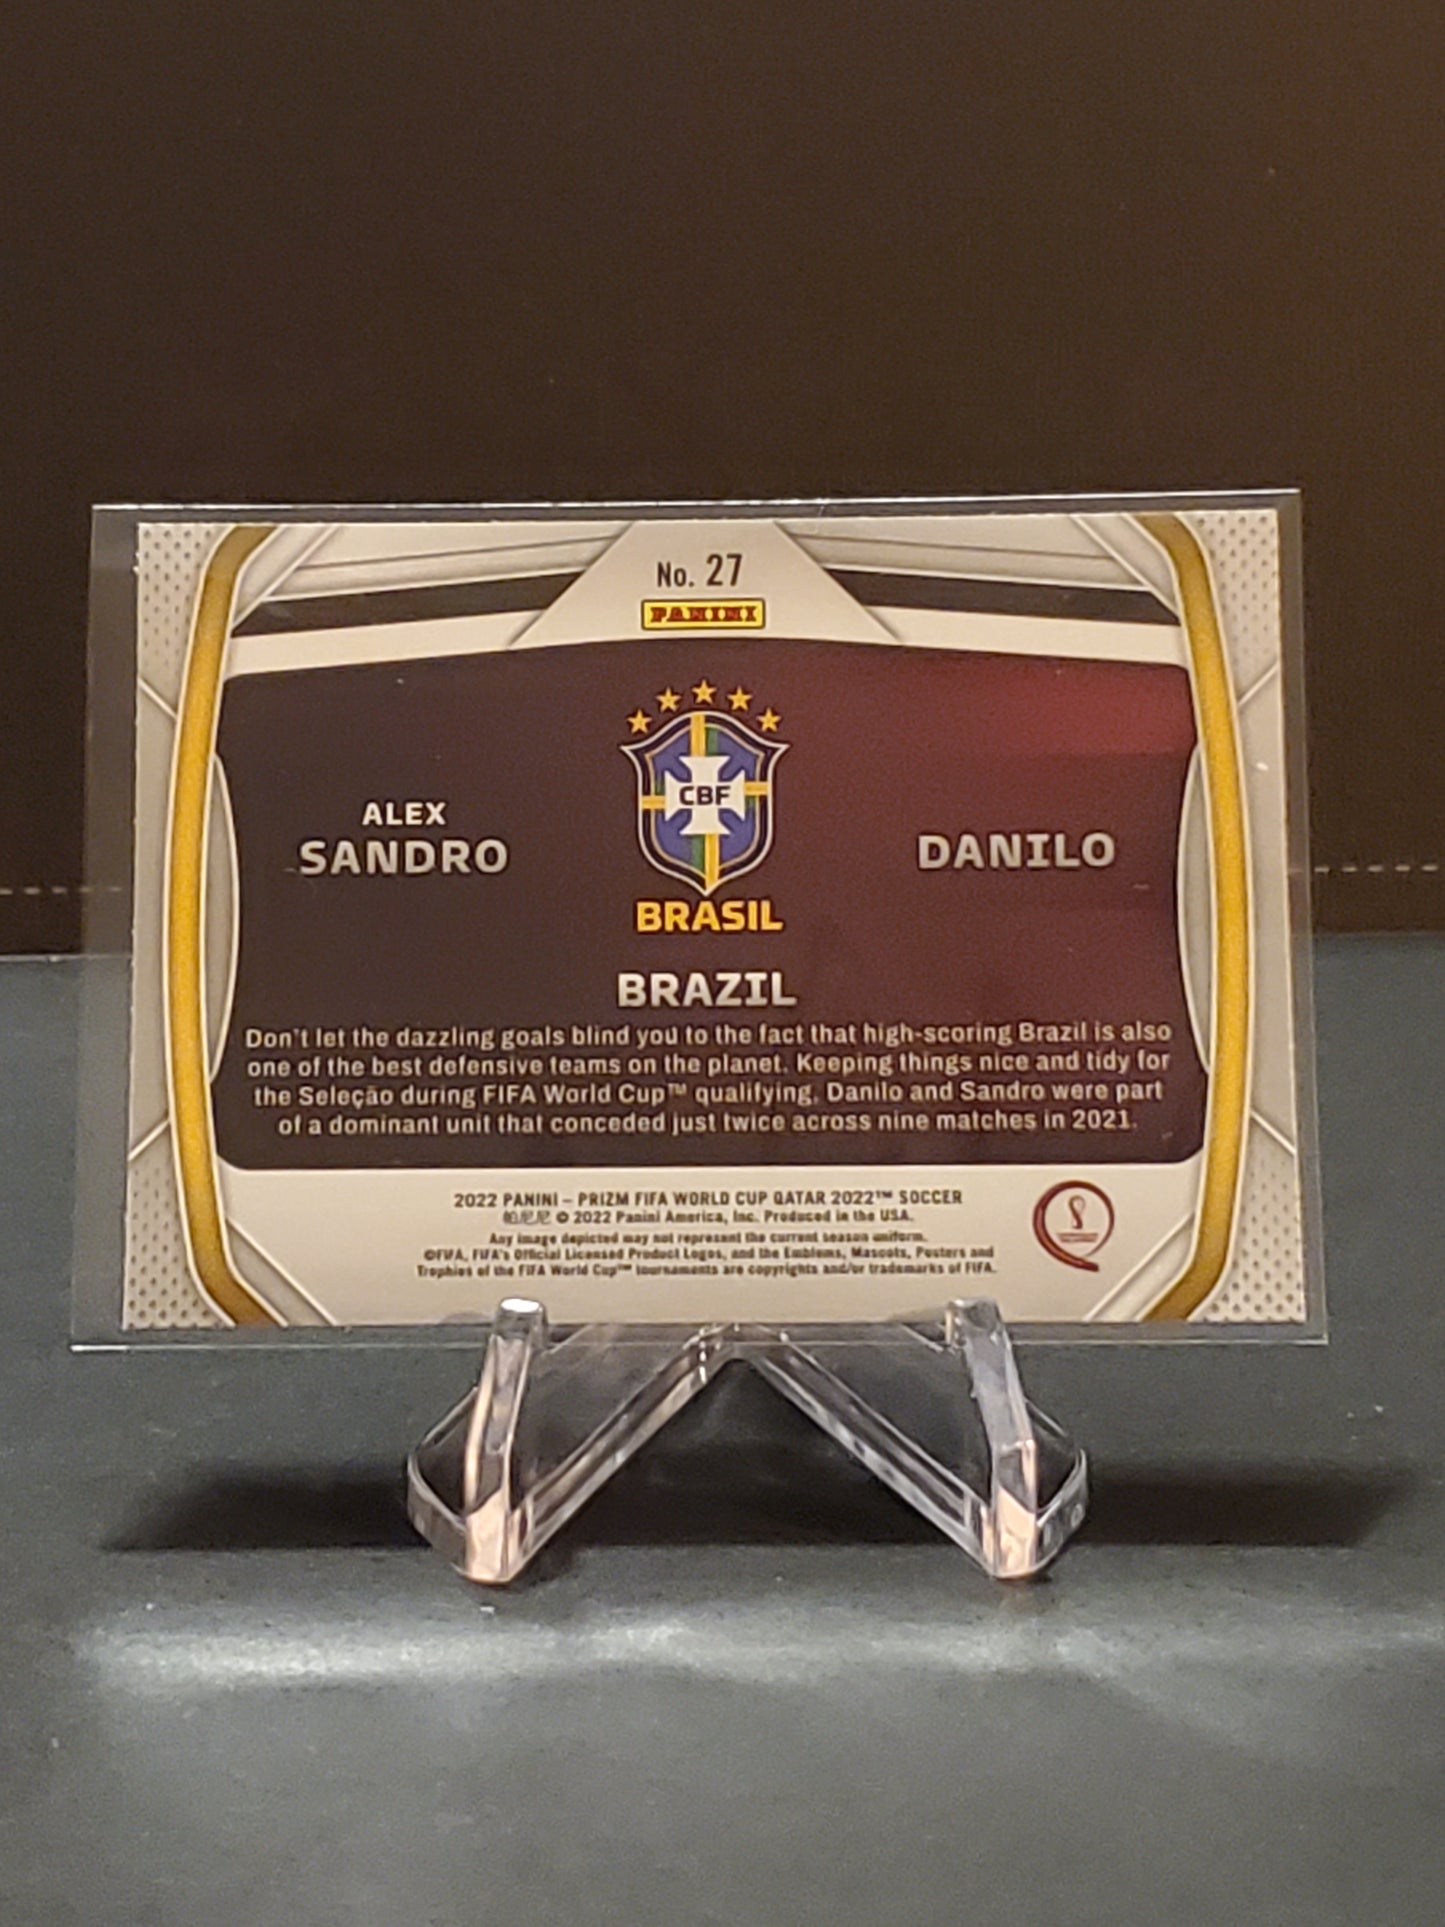 No. 27
PANINI
ALEX
SANDRO
CBF
BRASIL
DANILO
BRAZIL
Don't let the dazzling goals blind you to the fact that high-scoring Brazil is also
one of the best defensive teams on the planet. Keeping things nice and tidy for
the Seleção during FIFA World Cup™ qualifying, Danilo and Sandro were part
of a dominant unit that conceded just twice across nine matches in 2021.
2022 PANINI – PRIZM FIFA WORLD CUP QATAR 2022™ SOCCER
帕尼尼 © 2022 Panini America, Inc. Produced in the USA.
Any image depicted may not represent the current season uniform.
©FIFA, FIFA's Official Licensed Product Logos, and the Emblems, Mascots, Posters and
Trophies of the FIFA World Cup™ tournaments are copyrights and/or trademarks of FIFA.